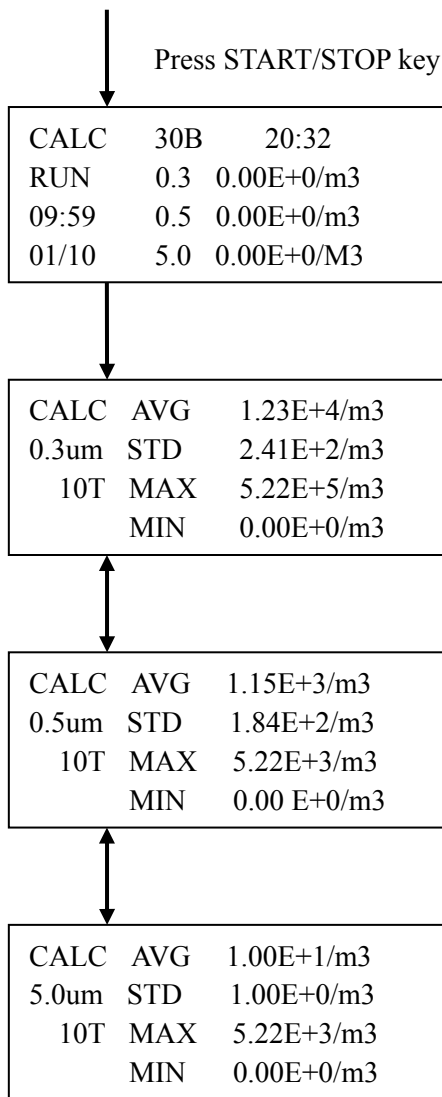 Press START/STOP key
CALC 30B 20:32
RUN 0.3 0.00E+0/m3
09:59 0.5 0.00E+0/m3
01/10 5.0 0.00E+0/M3
CALC AVG 1.23E+4/m3
0.3um STD 2.41E+2/m3
10T MAX 5.22E+5/m3
MIN 0.00E+0/m3
CALC AVG 1.15E+3/m3
0.5um STD 1.84E+2/m3
10T MAX 5.22E+3/m3
MIN 0.00 E+0/m3
CALC AVG 1.00E+1/m3
5.0um STD 1.00E+0/m3
10T MAX 5.22E+3/m3
MIN 0.00E+0/m3